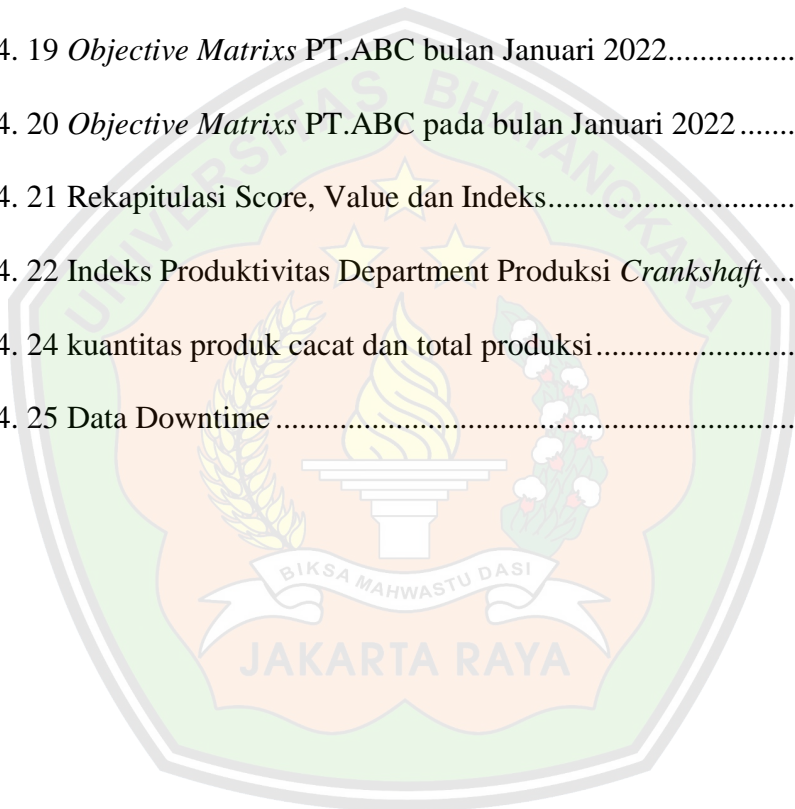 4. 19 Objective Matrixs PT.ABC bulan Januari 2022................
4. 20 Objective Matrixs PT.ABC pada bulan Januari 2022.......
4. 21 Rekapitulasi Score, Value dan Indeks...............................
4. 22 Indeks Produktivitas Department Produksi Crankshaft....
4. 24 kuantitas produk cacat dan total produksi.........................
4. 25 Data Downtime.................................................................
UNIVERSITAS BHAYANGKARA
BIKSA MAHWASTU DASI
JAKARTA RAYA